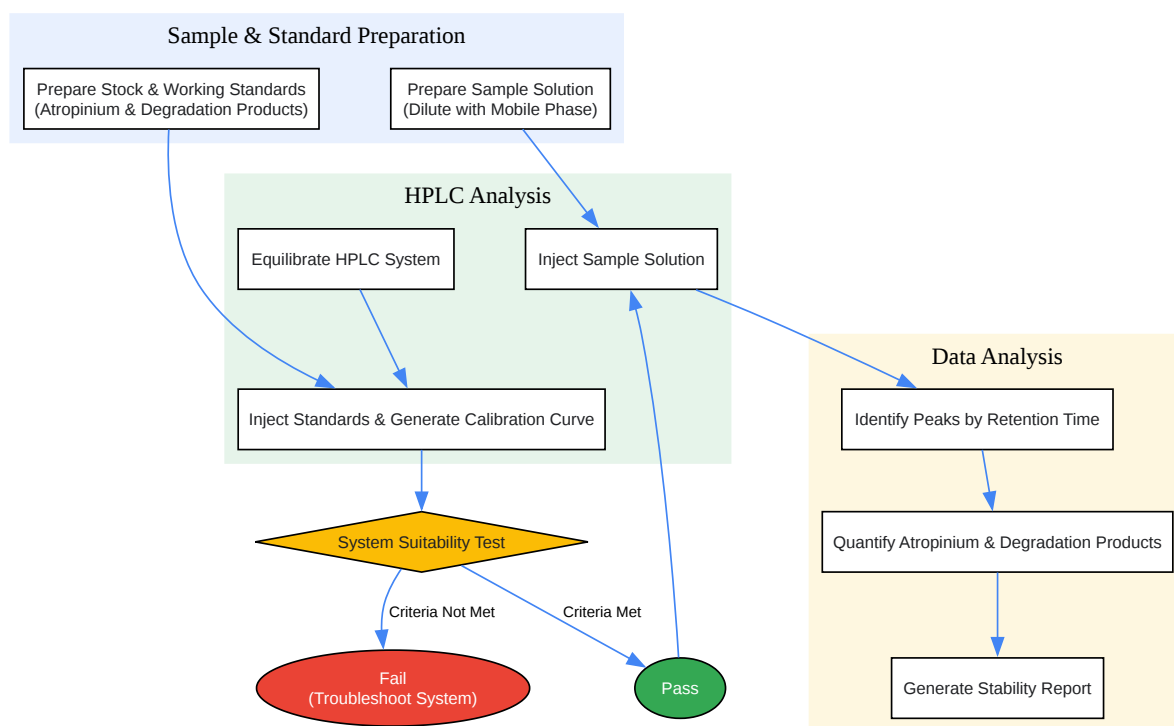 Sample & Standard Preparation
Prepare Stock & Working Standards
(Atropinium & Degradation Products)
Prepare Sample Solution
(Dilute with Mobile Phase)
HPLC Analysis
Equilibrate HPLC System
Inject Sample Solution
Inject Standards & Generate Calibration Curve
System Suitability Test
Criteria Not Met
Criteria Met
Fail
(Troubleshoot System)
Pass
Data Analysis
Identify Peaks by Retention Time
Quantify Atropinium & Degradation Products
Generate Stability Report